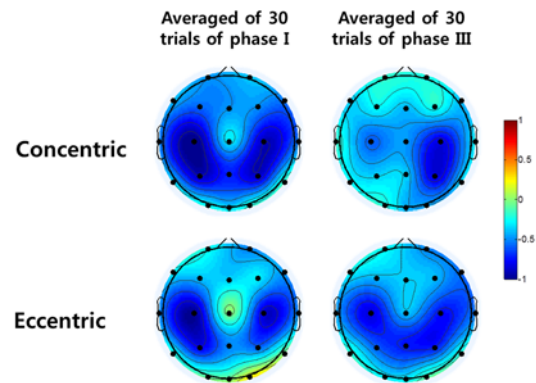 Averaged of 30 trials of phase I
Averaged of 30 trials of phase III
Concentric
Eccentric
1
0.5
0
-0.5
-1